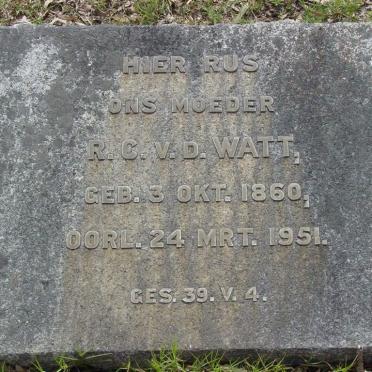 HIER RUS
ONS MOEDER
R. C. V. D. WATT,
GEB. 3 OKT. 1860,
OORL. 24 MRT. 1951.
GES. 39. V. 4.